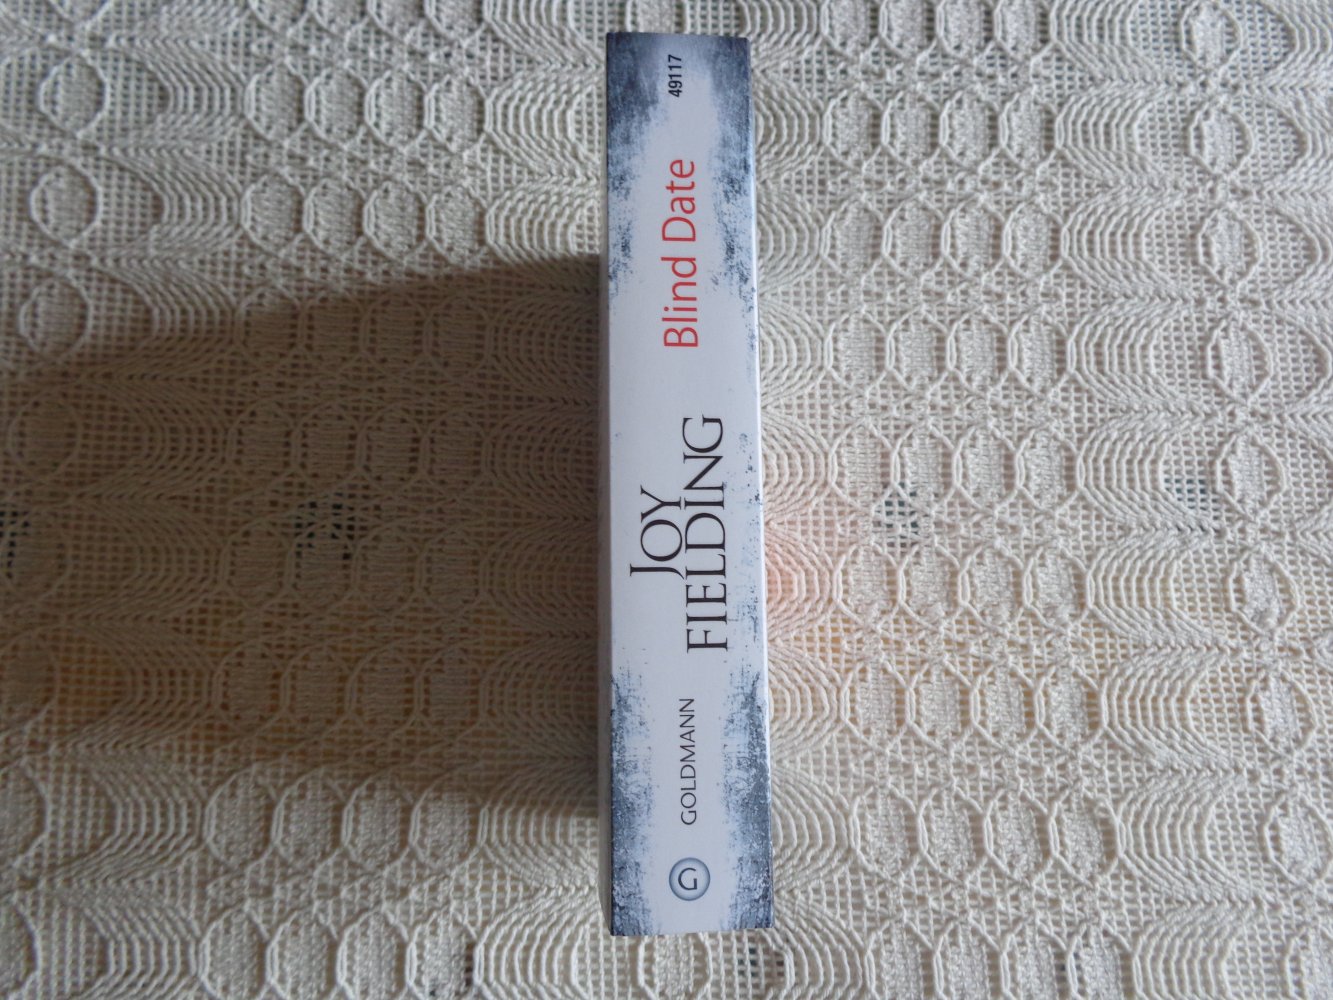 G
GOLDMANN
JOY
FIELDING
Blind Date
49117